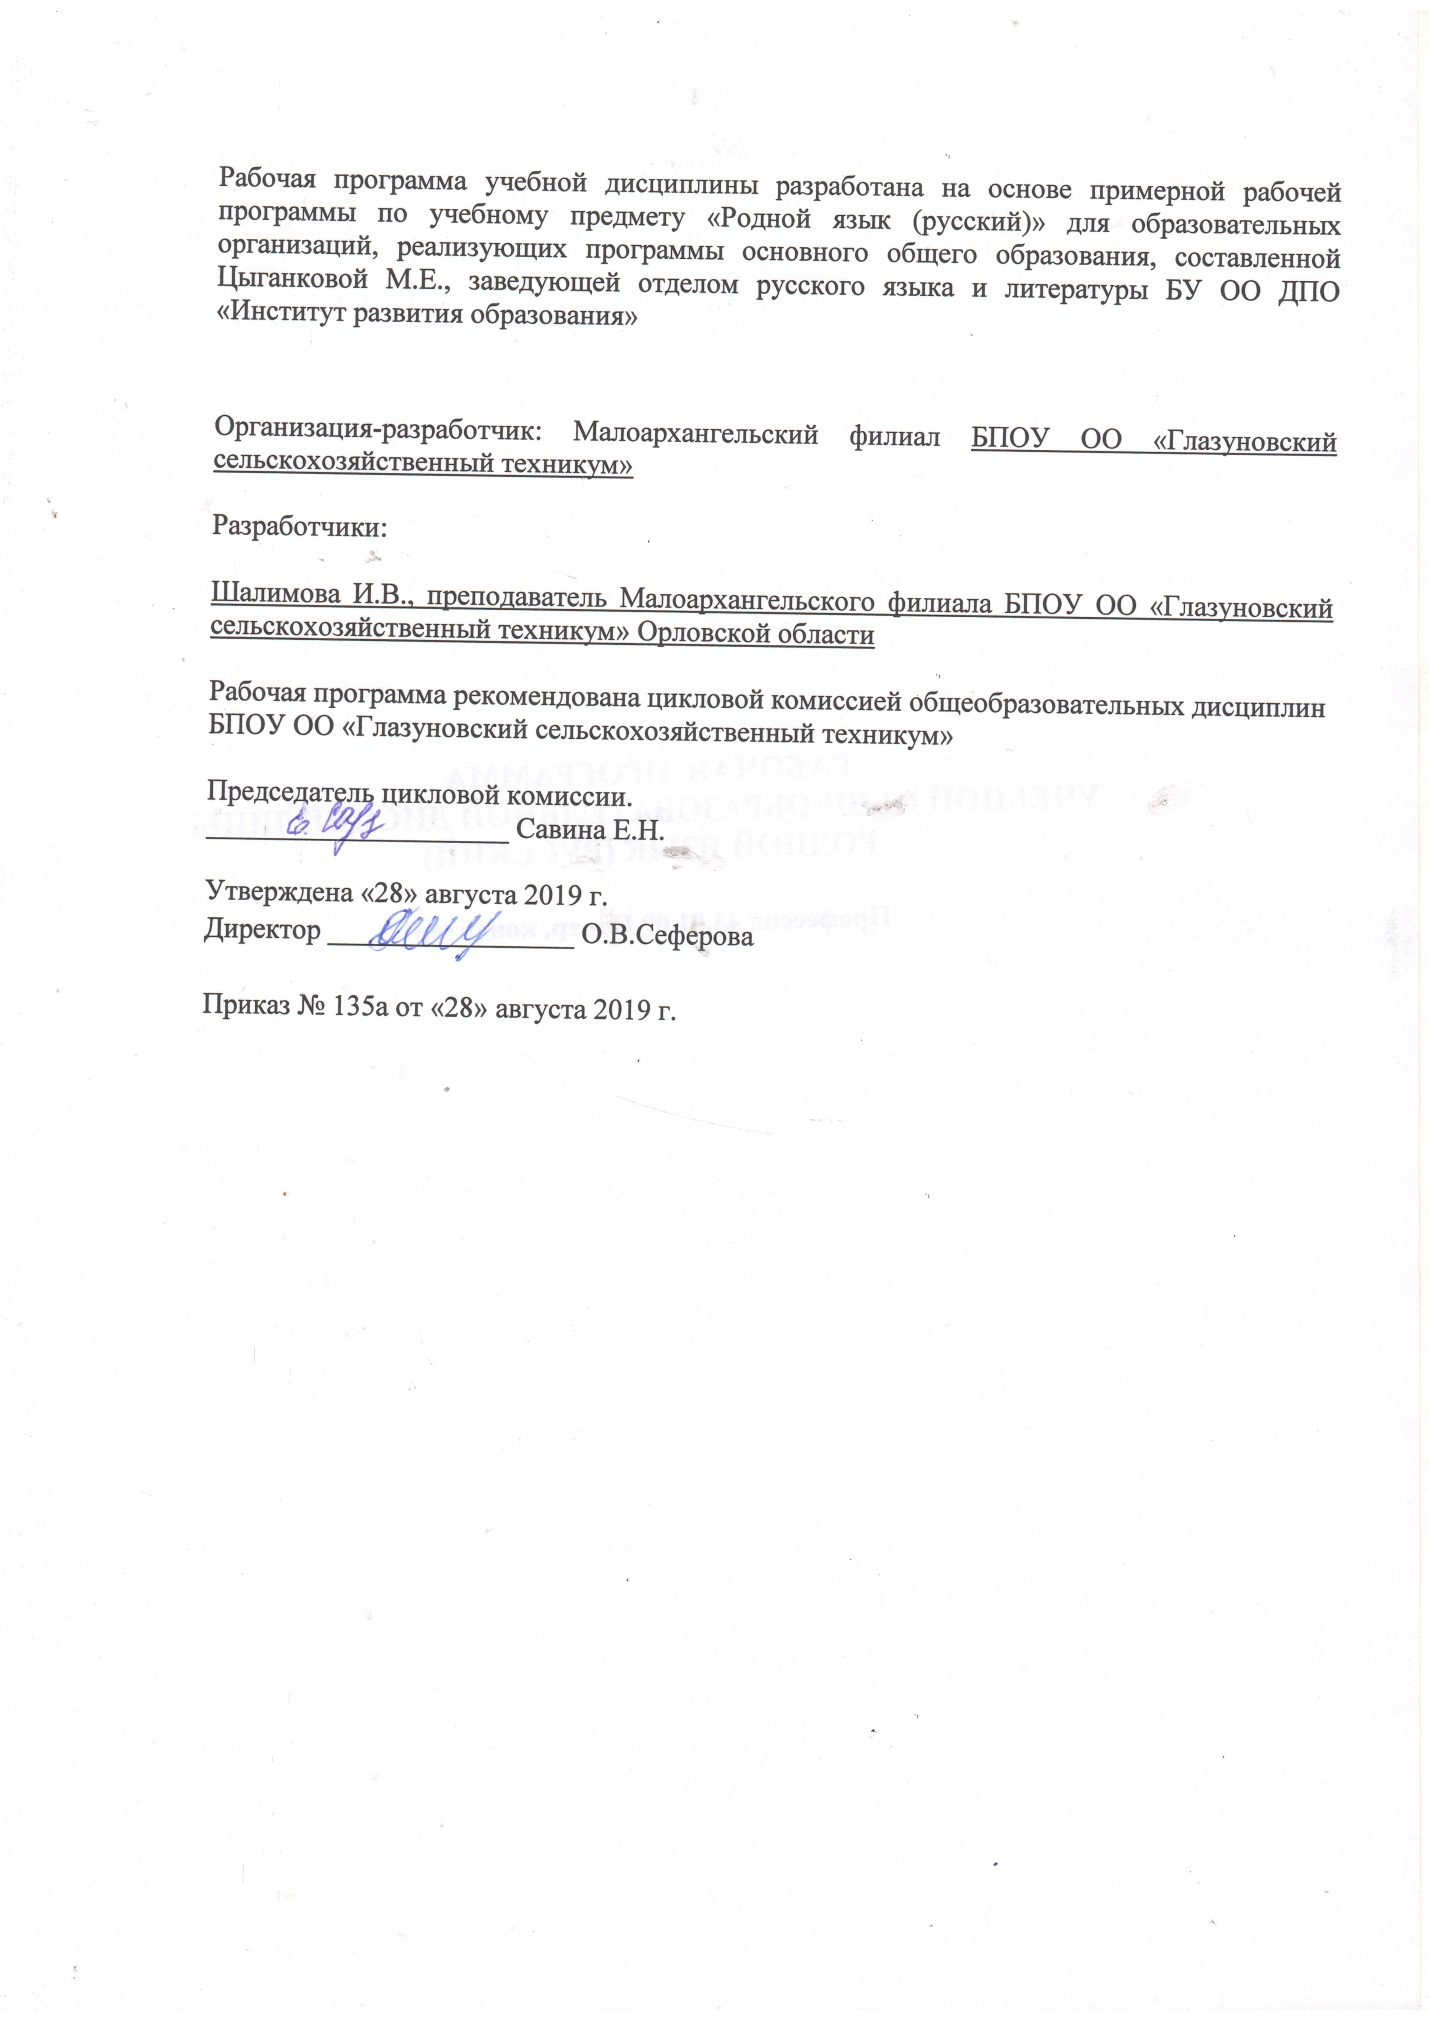 Рабочая программа учебной дисциплины разработана на основе примерной рабочей
программы по учебному предмету «Родной язык (русский)» для образовательных
организаций, реализующих программы основного общего образования, составленной
Цыганковой М.Е., заведующей отделом русского языка и литературы БУ ОО ДПО
«Институт развития образования»
Организация-разработчик: Малоархангельский филиал БПОУ ОО «Глазуновский
сельскохозяйственный техникум»
Разработчики:
Шалимова И.В., преподаватель Малоархангельского филиала БПОУ ОО «Глазуновский
сельскохозяйственный техникум» Орловской области
Рабочая программа рекомендована цикловой комиссией общеобразовательных дисциплин
БПОУ ОО «Глазуновский сельскохозяйственный техникум»
Председатель цикловой комиссии.
Савина Е.Н.
Утверждена «28» августа 2019 г.
Директор О.В.Сеферова
Приказ № 135а от «28» августа 2019 г.